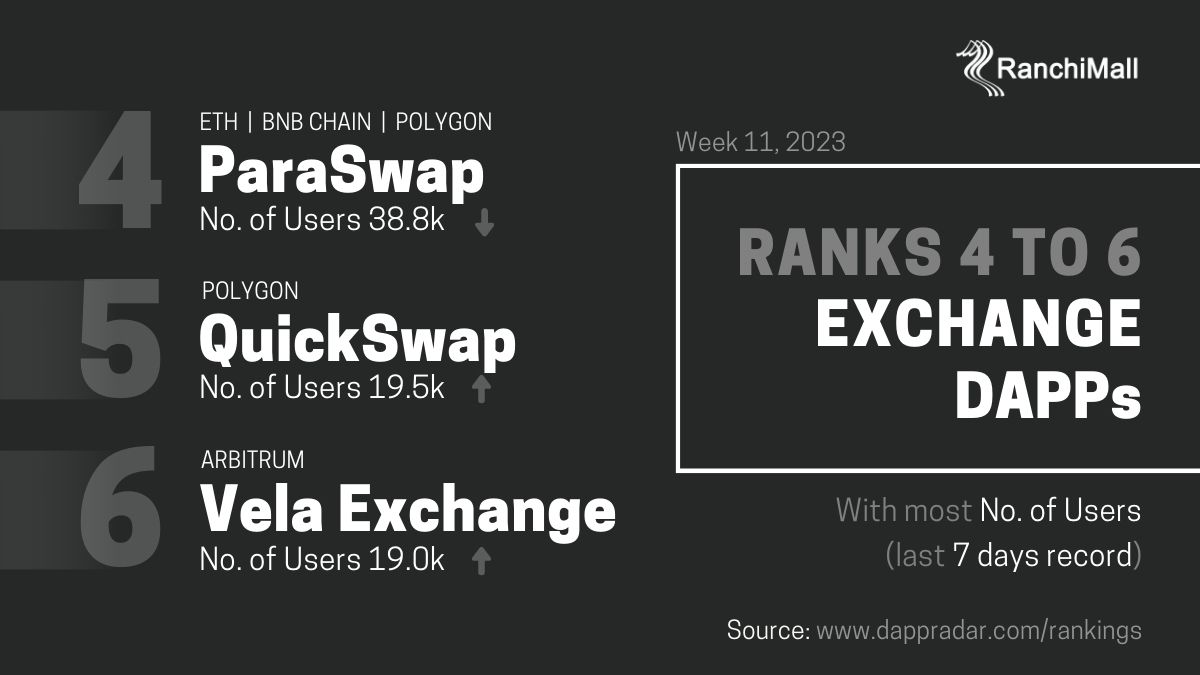 RanchiMall
4
ETH | BNB CHAIN | POLYGON
ParaSwap
No. of Users 38.8k
5
POLYGON
QuickSwap
No. of Users 19.5k
6
ARBITRUM
Vela Exchange
No. of Users 19.0k
Week 11, 2023
RANKS 4 TO 6
EXCHANGE
DAPPs
With most No. of Users
(last 7 days record)
Source: www.dappradar.com/rankings